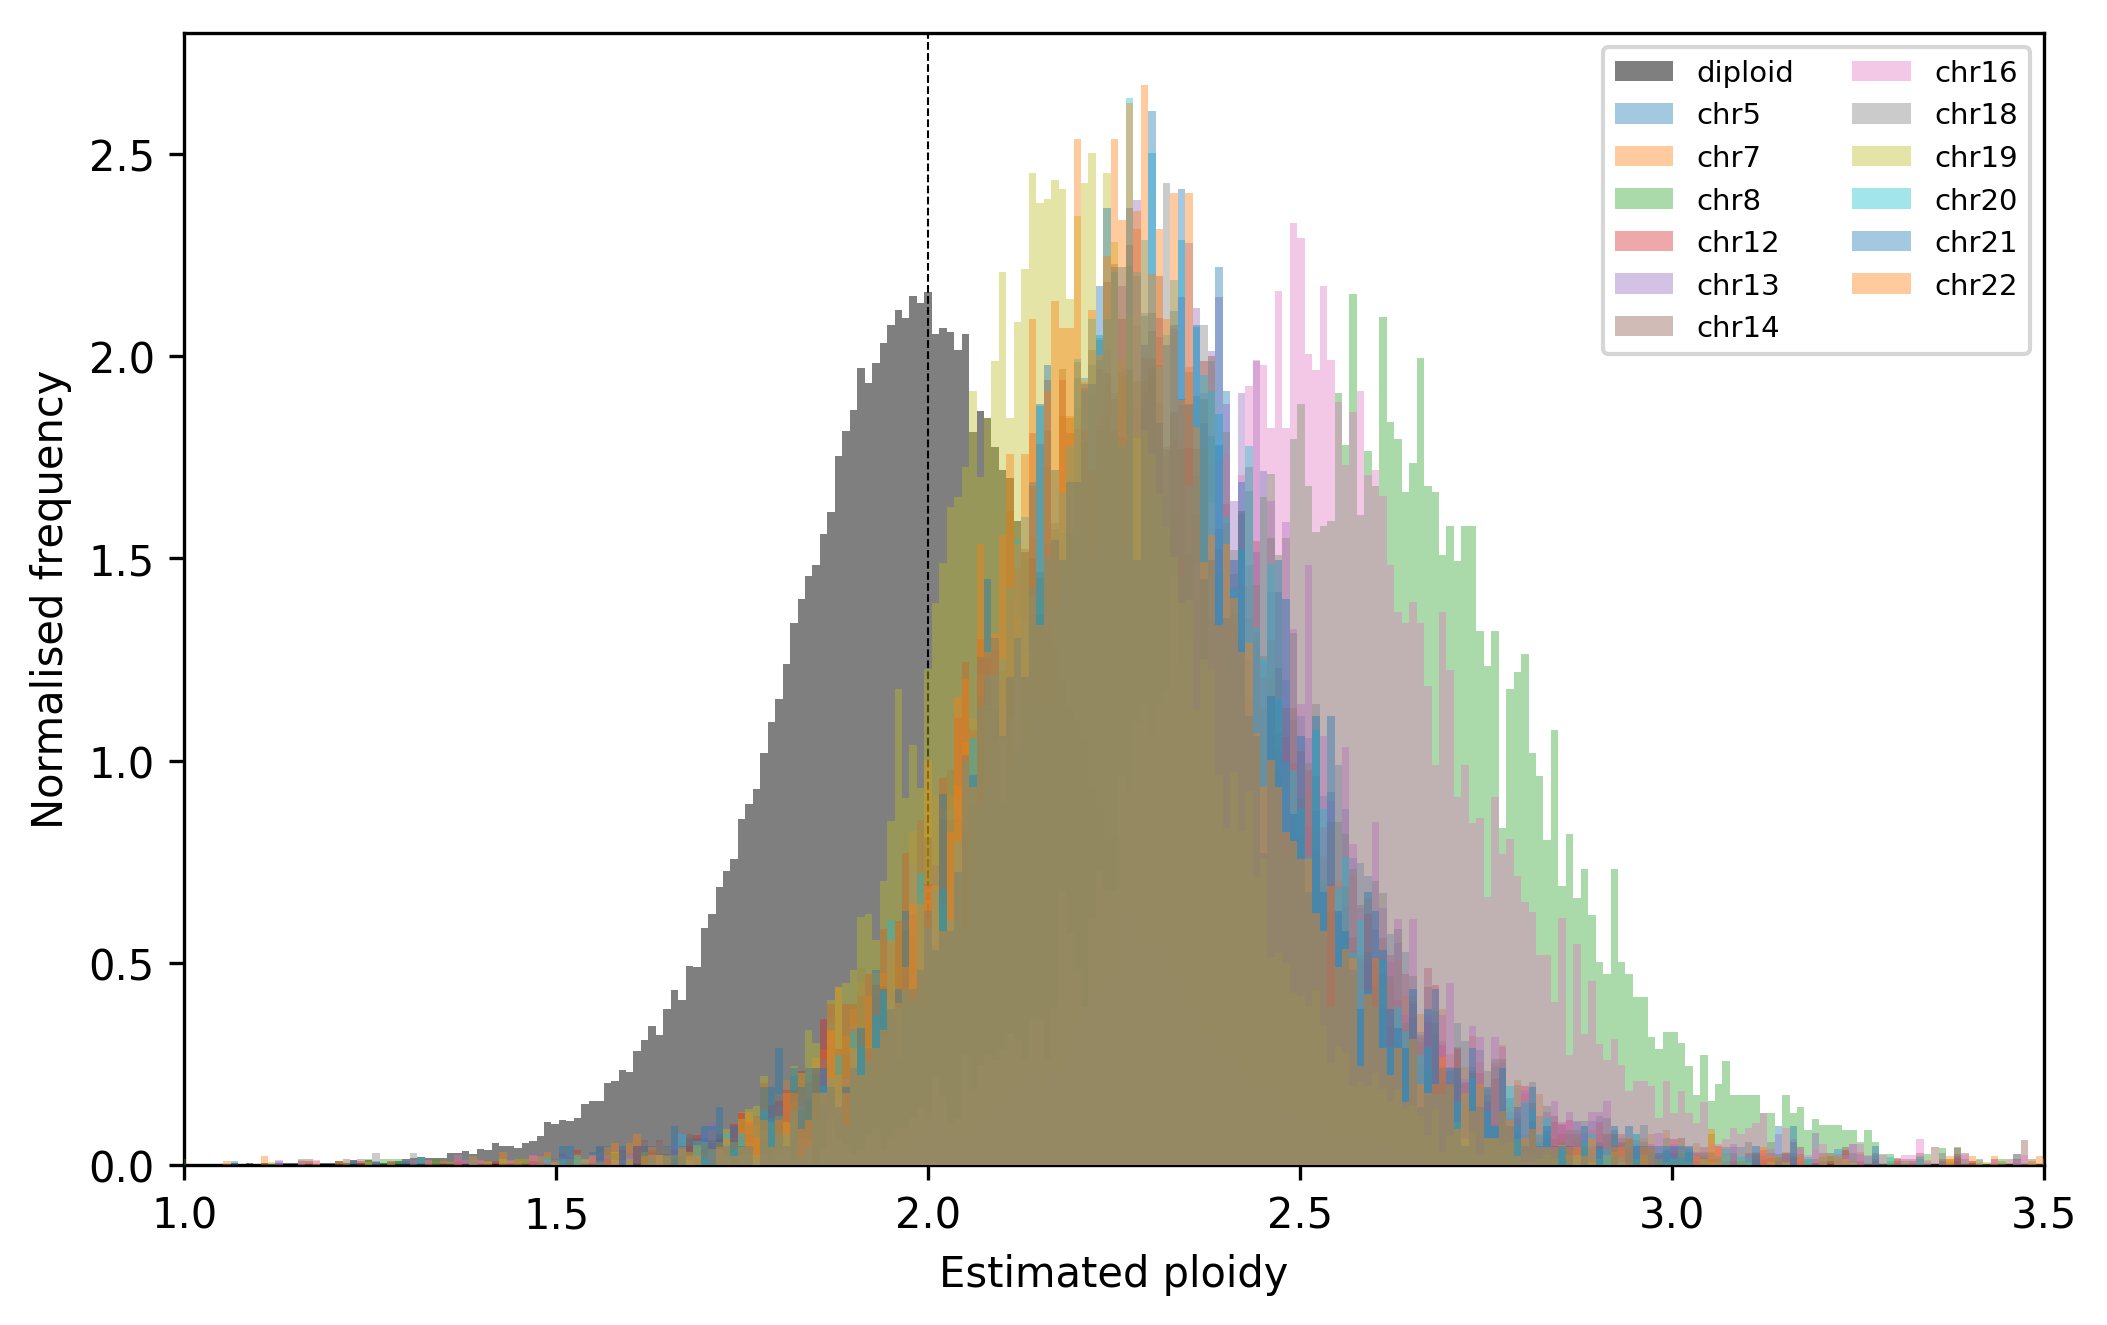 diploid
chr5
chr7
chr8
chr12
chr13
chr14
chr16
chr18
chr19
chr20
chr21
chr22
2.5
2.0
1.5
1.0
0.5
0.0
Normalised frequency
1.0 1.5 2.0 2.5 3.0 3.5
Estimated ploidy